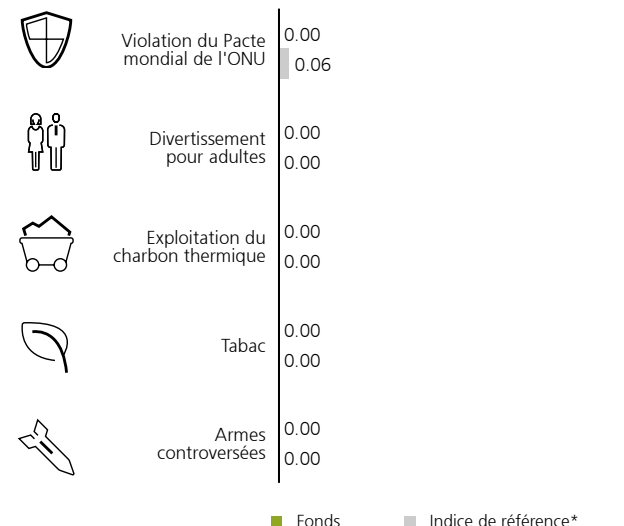 Violation du Pacte
mondial de l'ONU
0.00
0.06
Divertissement
pour adultes
0.00
0.00
Exploitation du
charbon thermique
0.00
0.00
Tabac
0.00
0.00
Armes
controversées
0.00
0.00
Fonds
Indice de référence*